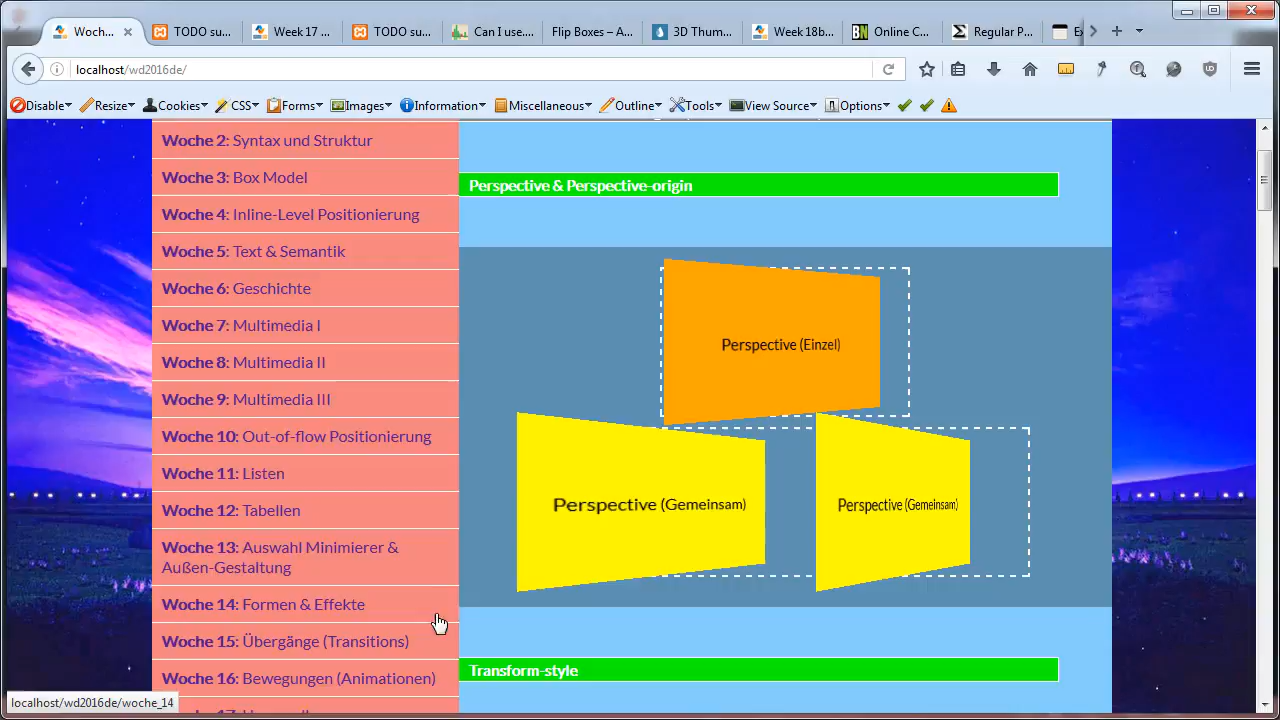 Woch...
TODO su...
Week 17 ...
TODO su...
Can I use....
Flip Boxes – A...
3D Thum...
Week 18b...
BN Online C...
Regular P...
localhost/wd2016de/
Disable
Resize
Cookies
CSS
Forms
Images
Information
Miscellaneous
Outline
Tools
View Source
Options
Woche 2: Syntax und Struktur
Woche 3: Box Model
Woche 4: Inline-Level Positionierung
Woche 5: Text & Semantik
Woche 6: Geschichte
Woche 7: Multimedia I
Woche 8: Multimedia II
Woche 9: Multimedia III
Woche 10: Out-of-flow Positionierung
Woche 11: Listen
Woche 12: Tabellen
Woche 13: Auswahl Minimierer &
Außen-Gestaltung
Woche 14: Formen & Effekte
Woche 15: Übergänge (Transitions)
Woche 16: Bewegungen (Animationen)
Perspective & Perspective-origin
Perspective (Einzel)
Perspective (Gemeinsam)
Perspective (Gemeinsam)
Transform-style
localhost/wd2016de/woche_14